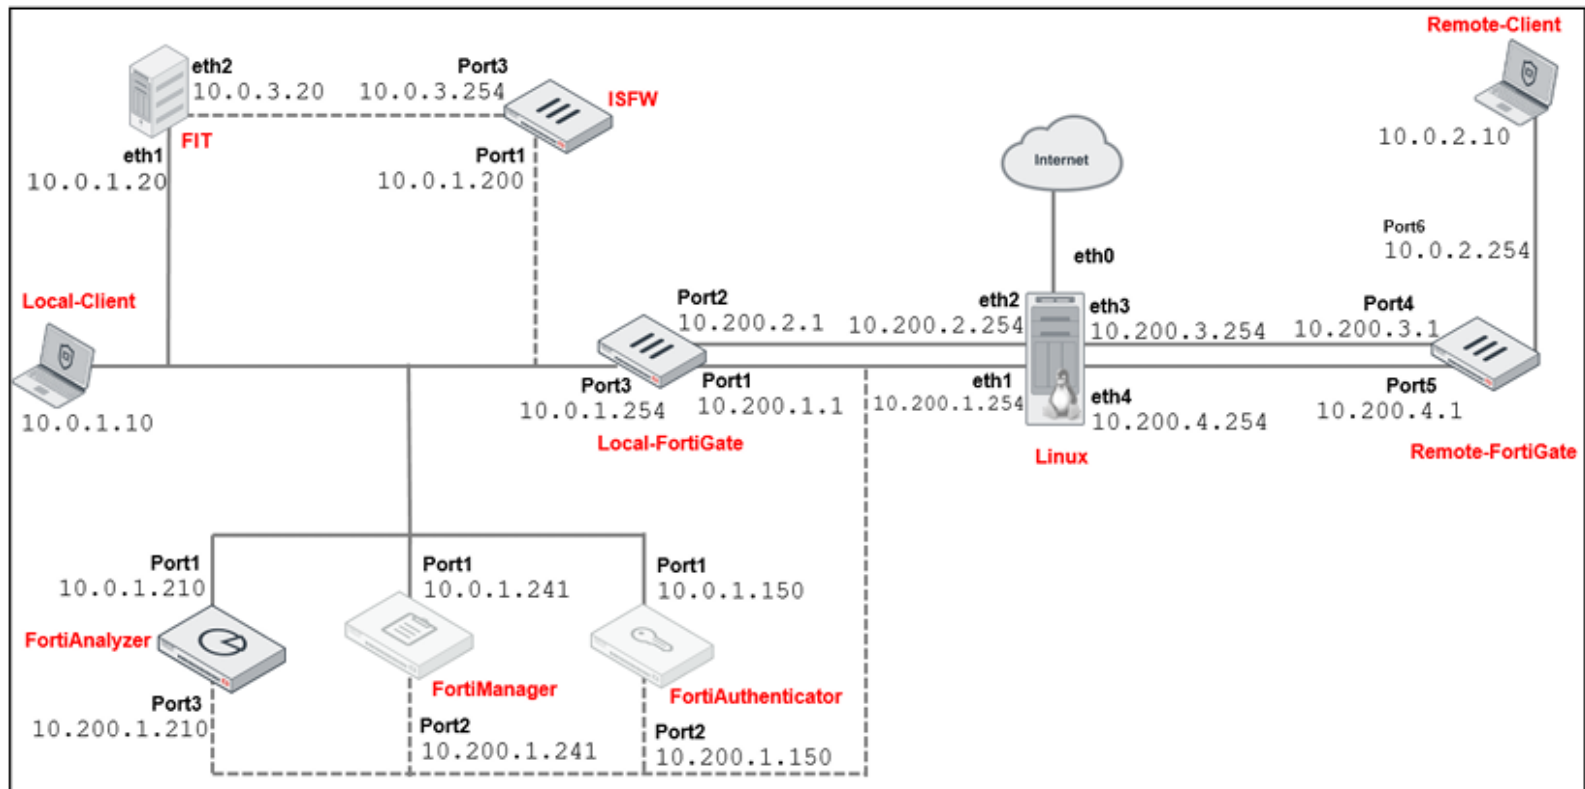 Remote-Client
eth2
10.0.3.20
Port3
10.0.3.254
ISFW
FIT
eth1
10.0.1.20
Port1
10.0.1.200
Internet
10.0.2.10
Port6
10.0.2.254
eth0
Local-Client
10.0.1.10
Port2
10.200.2.1
eth2
10.200.2.254
eth3
10.200.3.254
Port4
10.200.3.1
Port3
10.0.1.254
Port1
10.200.1.1
Local-FortiGate
eth1
10.200.1.254
eth4
10.200.4.254
Linux
Port5
10.200.4.1
Remote-FortiGate
Port1
10.0.1.210
FortiAnalyzer
Port3
10.200.1.210
Port1
10.0.1.241
FortiManager
Port2
10.200.1.241
Port1
10.0.1.150
FortiAuthenticator
Port2
10.200.1.150